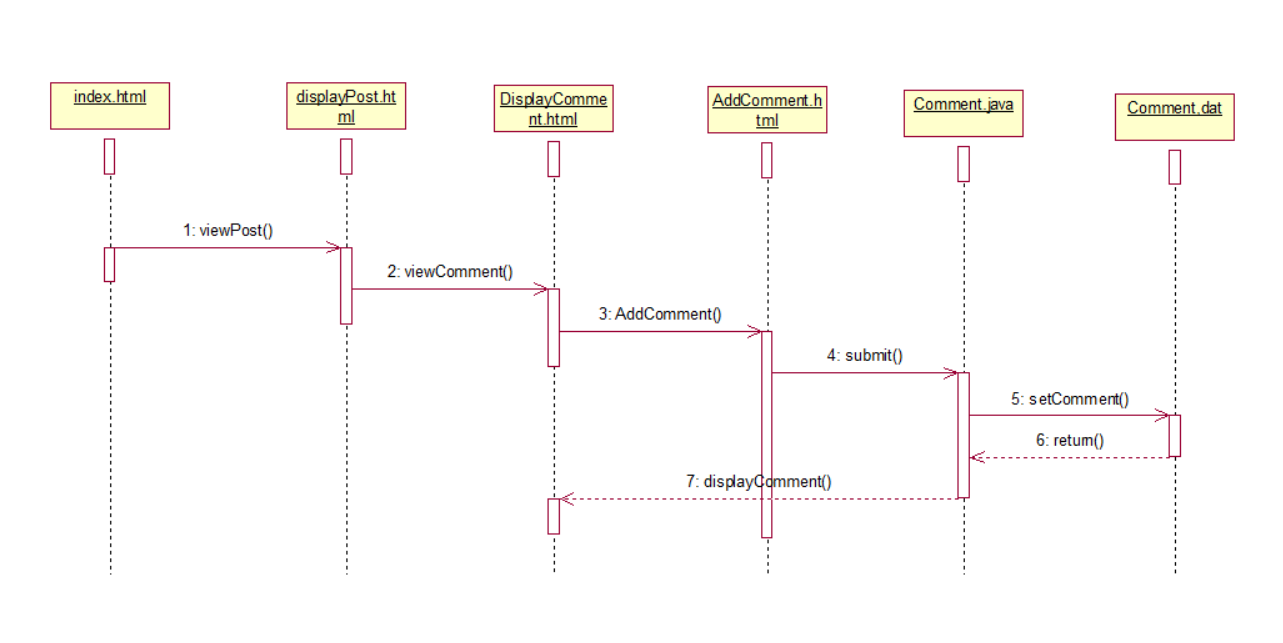 index.html
displayPost.ht
ml
DisplayComme
nt.html
AddComment.h
tml
Comment.java
Comment.dat
1: viewPost()
2: viewComment()
3: AddComment()
4: submit()
5: setComment()
6: return()
7: displayComment()